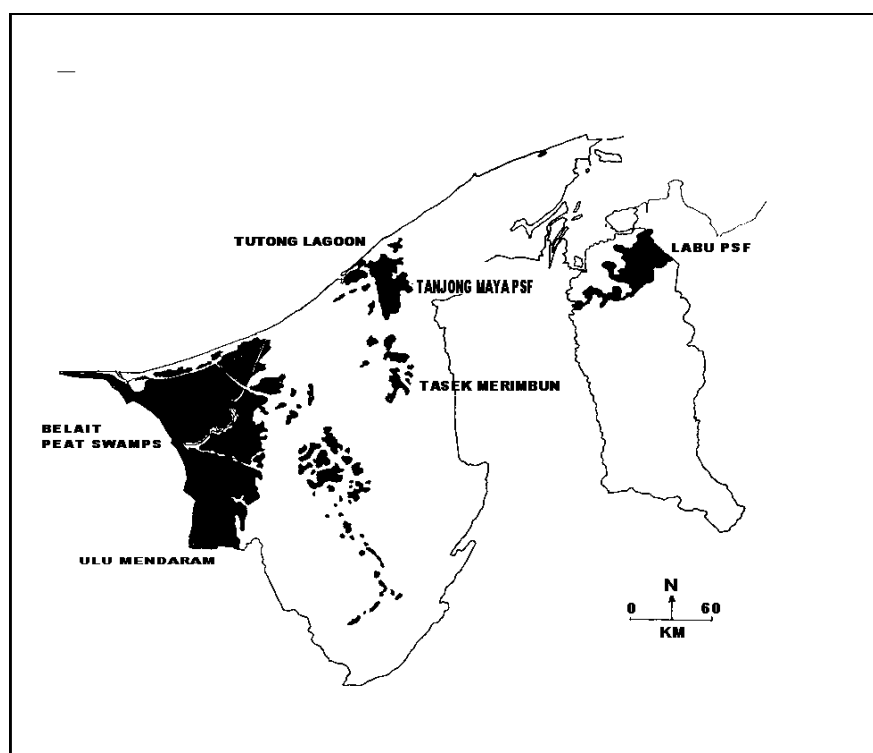 TUTONG LAGOON
LABU PSF
TANJONG MAYA PSF
TASEK MERIMBUN
BELAIT
PEAT SWAMPS
ULU MENDARAM
N
0 60
KM